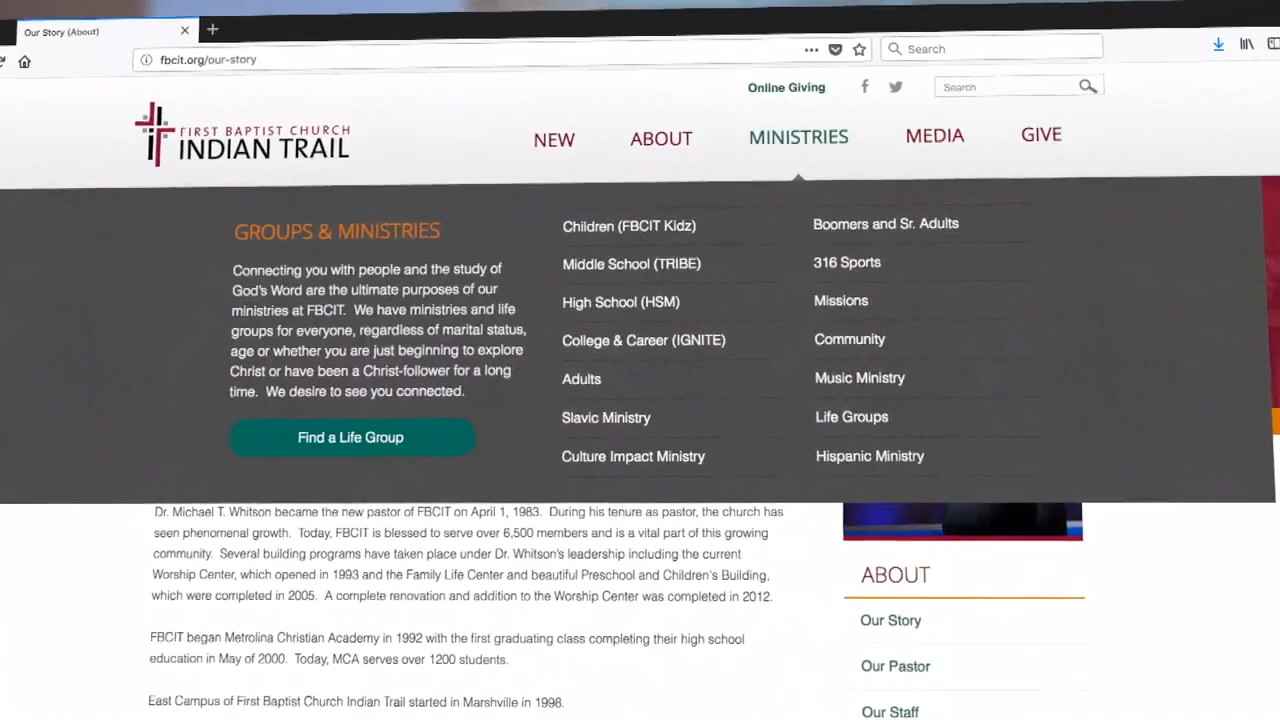 Our Story (About)
fbcit.org/our-story
Search
Online Giving
Search
FIRST BAPTIST CHURCH
INDIAN TRAIL
NEW
ABOUT
MINISTRIES
MEDIA
GIVE
GROUPS & MINISTRIES
Connecting you with people and the study of
God's Word are the ultimate purposes of our
ministries at FBCIT. We have ministries and life
groups for everyone, regardless of marital status,
age or whether you are just beginning to explore
Christ or have been a Christ-follower for a long
time. We desire to see you connected.
Find a Life Group
Children (FBCIT Kidz)
Middle School (TRIBE)
High School (HSM)
College & Career (IGNITE)
Adults
Slavic Ministry
Culture Impact Ministry
Boomers and Sr. Adults
316 Sports
Missions
Community
Music Ministry
Life Groups
Hispanic Ministry
Dr. Michael T. Whitson became the new pastor of FBCIT on April 1, 1983. During his tenure as pastor, the church has
seen phenomenal growth. Today, FBCIT is blessed to serve over 6,500 members and is a vital part of this growing
community. Several building programs have taken place under Dr. Whitson's leadership including the current
Worship Center, which opened in 1993 and the Family Life Center and beautiful Preschool and Children's Building,
which were completed in 2005. A complete renovation and addition to the Worship Center was completed in 2012.
FBCIT began Metrolina Christian Academy in 1992 with the first graduating class completing their high school
education in May of 2000. Today, MCA serves over 1200 students.
East Campus of First Baptist Church Indian Trail started in Marshville in 1998.
ABOUT
Our Story
Our Pastor
Our Staff